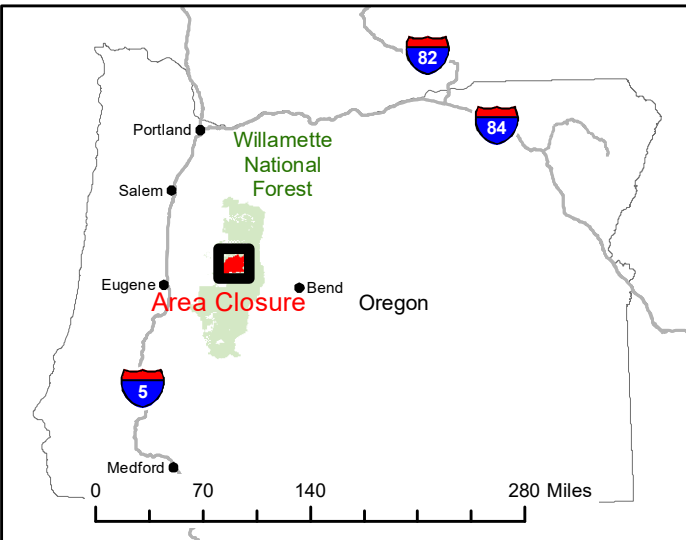 82
84
Portland
Willamette
National
Forest
Salem
Eugene
Bend
Area Closure
Oregon
5
Medford
0 70 140 280 Miles